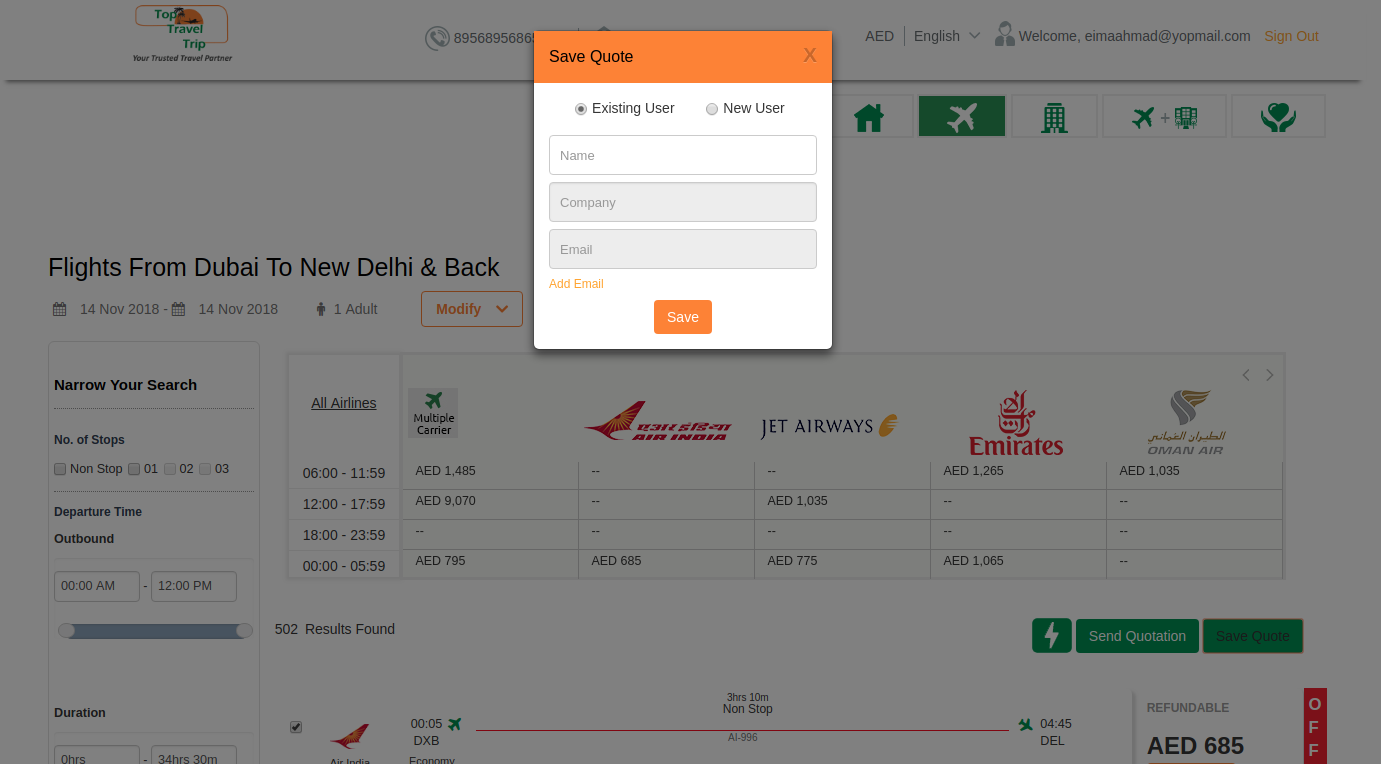 Top
Travel
Trip
Your Trusted Travel Partner
8956895686
AED
English
Welcome, eimaahmad@yopmail.com
Sign Out
Save Quote
X
Existing User
New User
Name
Company
Email
Add Email
Save
+
Flights From Dubai To New Delhi & Back
14 Nov 2018 - 14 Nov 2018
1 Adult
Modify
Narrow Your Search
No. of Stops
Non Stop 01 02 03
Departure Time
Outbound
00:00 AM - 12:00 PM
Duration
0hrs - 34hrs 30m
All Airlines
Multiple
Carrier
एअर इंडिया
AIR INDIA
JET AIRWAYS
Emirates
الطيران العماني
OMAN AIR
06:00 - 11:59 AED 1,485 -- -- AED 1,265 AED 1,035
12:00 - 17:59 AED 9,070 -- AED 1,035 -- --
18:00 - 23:59 -- -- -- -- --
00:00 - 05:59 AED 795 AED 685 AED 775 AED 1,065 --
502 Results Found
Send Quotation
Save Quote
Air India
00:05
DXB
Economy
3hrs 10m
Non Stop
AI-996
04:45
DEL
REFUNDABLE
AED 685
O
F
F